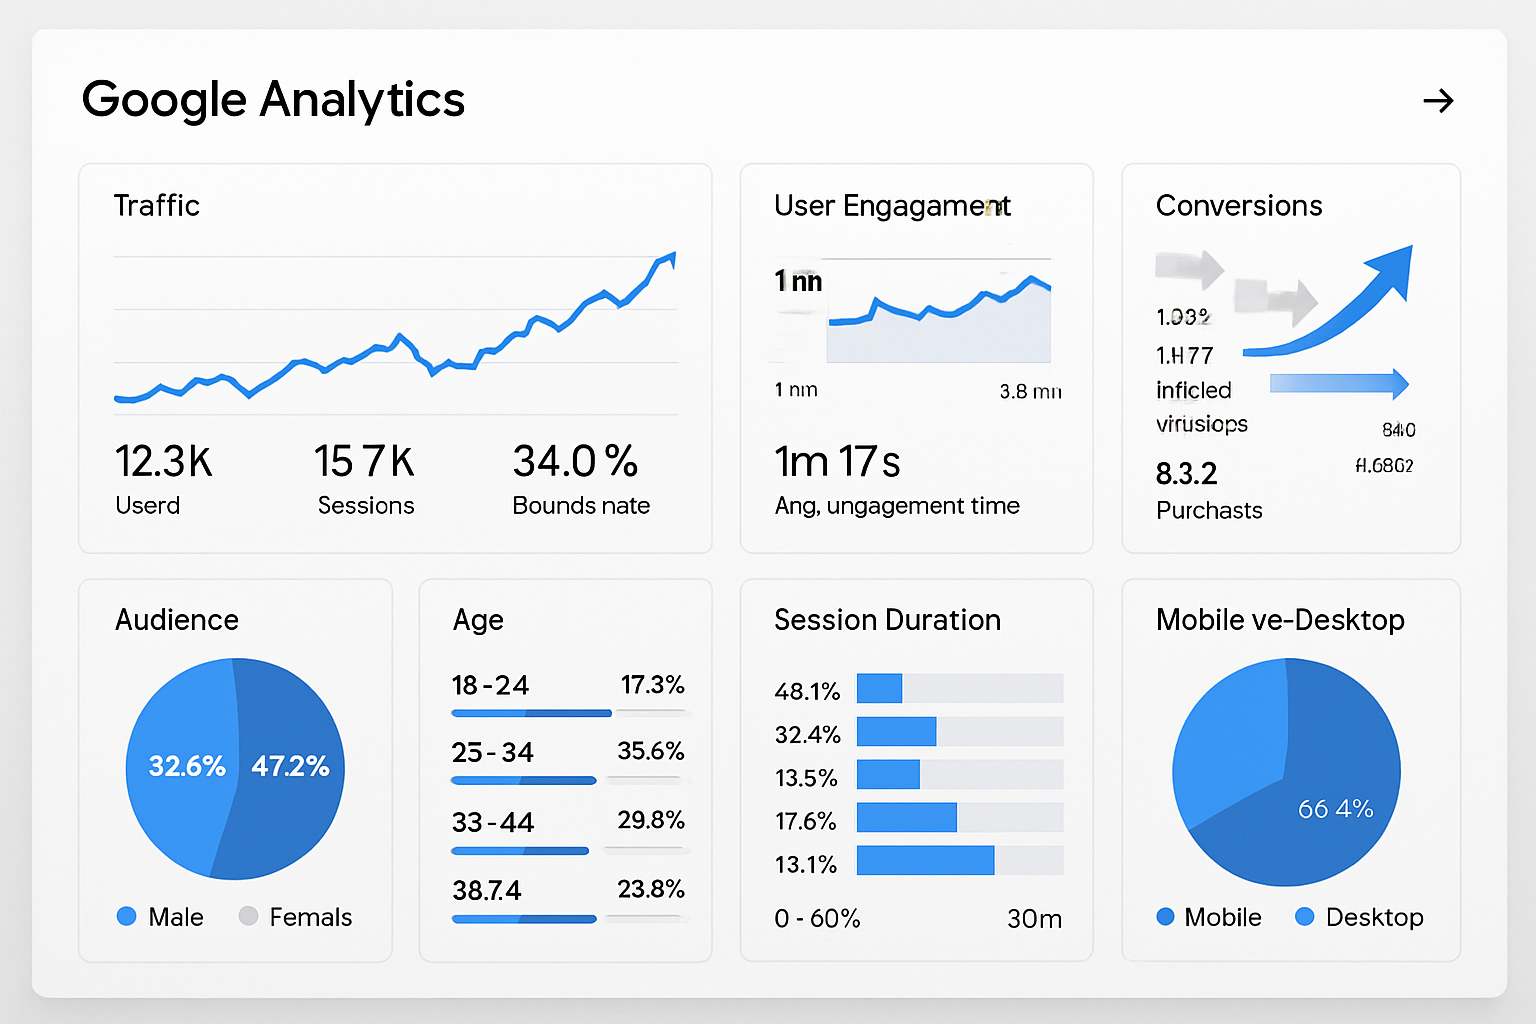 Google Analytics
Traffic
12.3K
15 7K
34.0 %
Userd
Sessions
Bounds nate
User Engagament
1 nn
1 nm
3.8 mn
1m 17s
Ang, ungagement time
Conversions
1.H77
inficled
virusiops
840
8.3.2
Purchasts
Audience
32.6%
47.2%
Male
Femals
Age
18-24
17.3%
25-34
35.6%
33-44
29.8%
38.7.4
23.8%
Session Duration
48.1%
32.4%
13.5%
17.6%
13.1%
0 - 60%
30m
Mobile ve-Desktop
66 4%
Mobile
Desktop